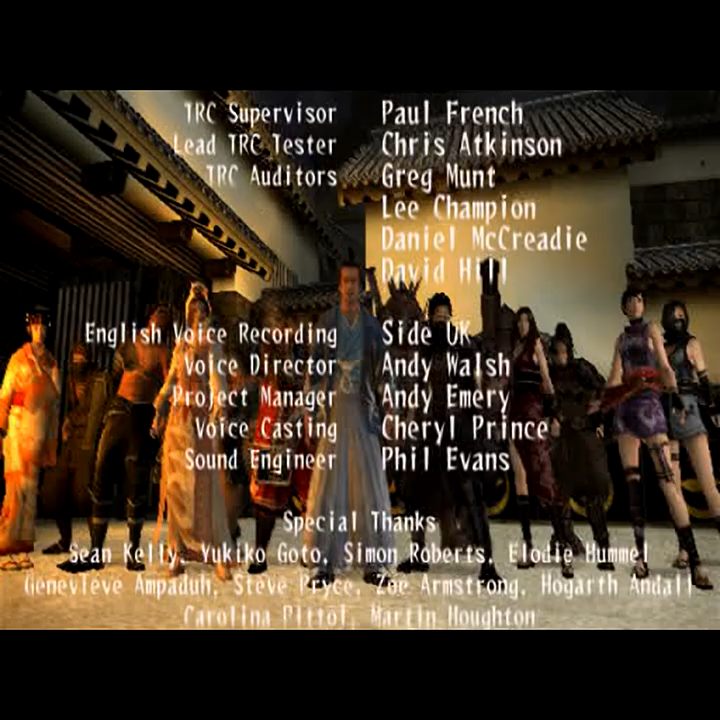 TRC Supervisor Paul French
Lead TRC Tester Chris Atkinson
TRC Auditors Greg Munt
Lee Champion
Daniel McCreadie
David Hill
English Voice Recording Side UK
Voice Director Andy Walsh
Project Manager Andy Emery
Voice Casting Cheryl Prince
Sound Engineer Phil Evans
Special Thanks
Sean Kelly, Yukiko Goto, Simon Roberts, Elodie Hummel
Genevieve Ampaduh, Steve Pryce, Zoe Armstrong, Hogarth Andall
Carolina Pittol, Martin Houghton